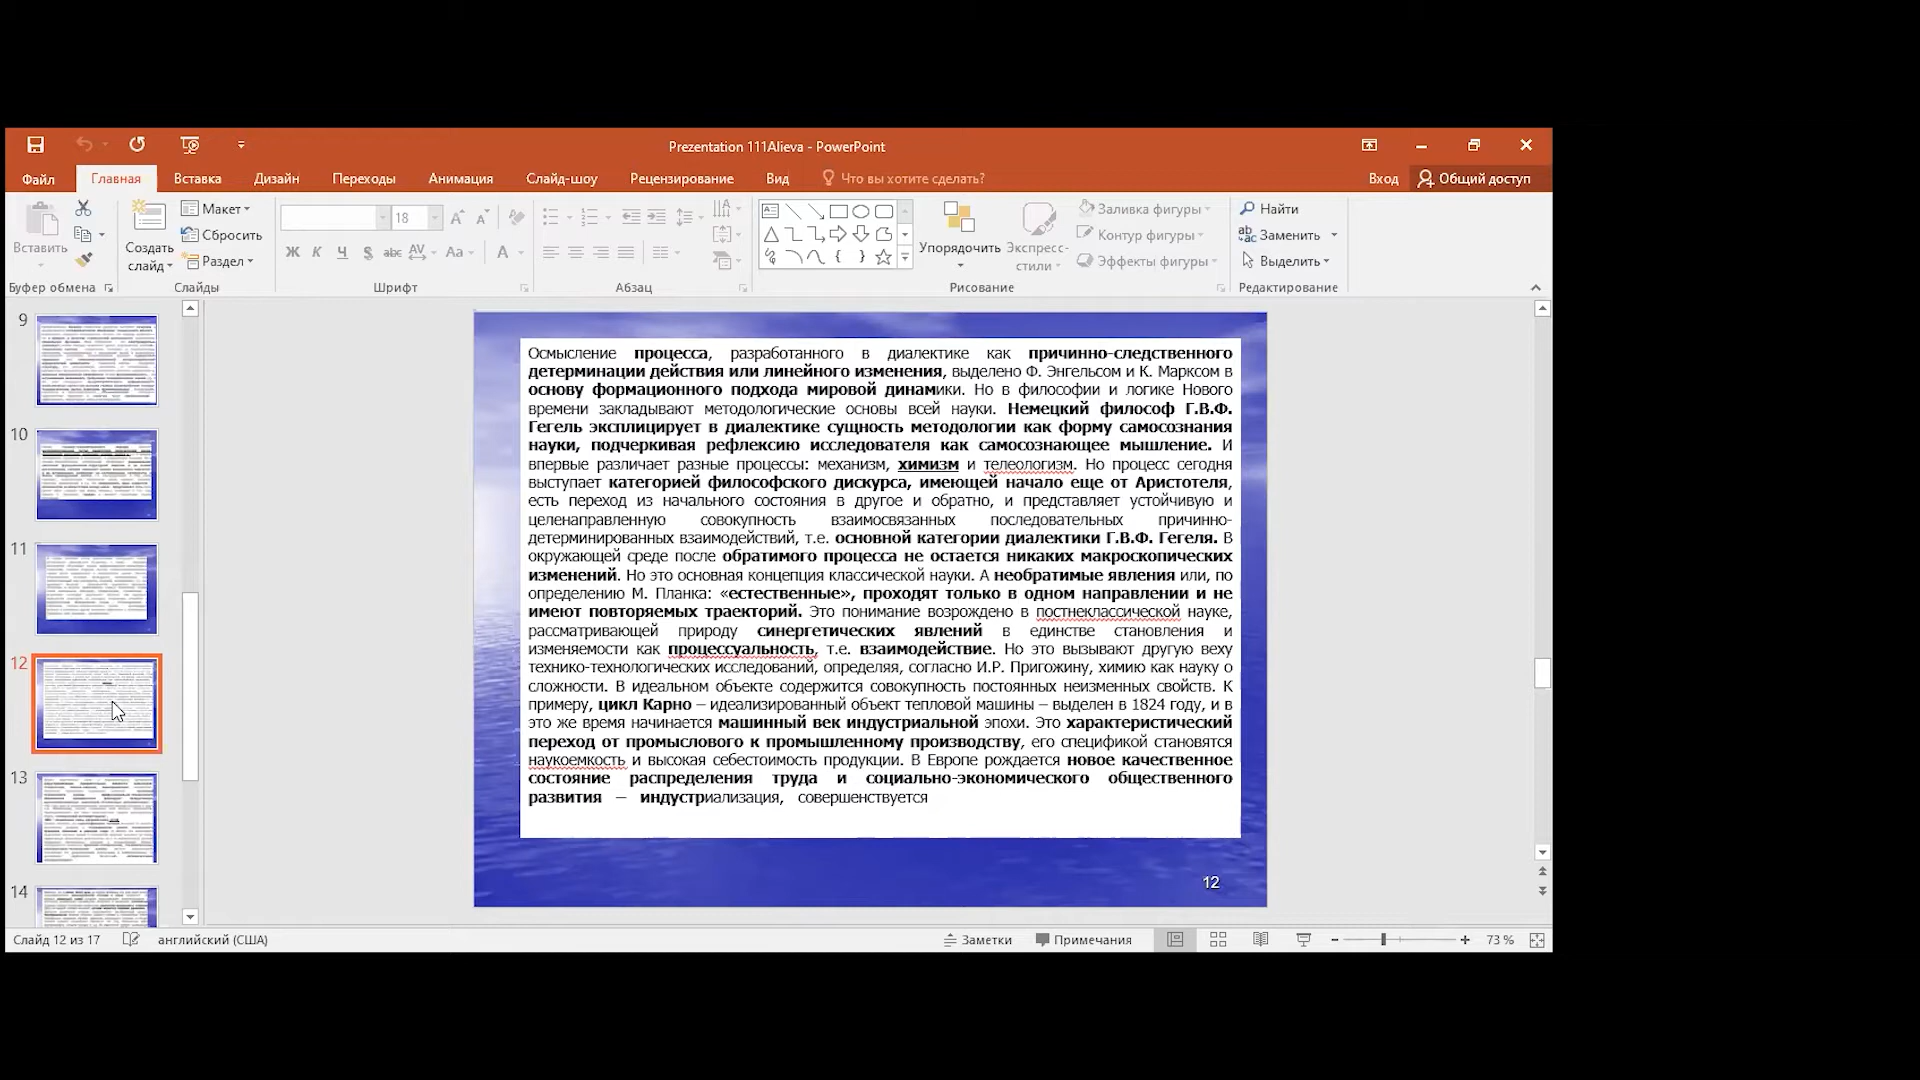 Prezentation 111Alieva - PowerPoint
Файл Главная Вставка Дизайн Переходы Анимация Слайд-шоу Рецензирование Вид Что вы хотите сделать? Вход Общий доступ
Вставить
Создать слайд
Макет
Сбросить
Раздел
18
Ж К Ч S abc AV Aa А
Упорядочить
Экспресс-стили
Заливка фигуры
Контур фигуры
Эффекты фигуры
Найти
Заменить
Выделить
Буфер обмена Слайды Шрифт Абзац Рисование Редактирование
9
10
11
12
13
14
Осмысление процесса, разработанного в диалектике как причинно-следственного
детерминации действия или линейного изменения, выделено Ф. Энгельсом и К. Марксом в
основу формационного подхода мировой динамики. Но в философии и логике Нового
времени закладывают методологические основы всей науки. Немецкий философ Г.В.Ф.
Гегель эксплицирует в диалектике сущность методологии как форму самосознания
науки, подчеркивая рефлексию исследователя как самосознающее мышление. И
впервые различает разные процессы: механизм, химизм и телеологизм. Но процесс сегодня
выступает категорией философского дискурса, имеющей начало еще от Аристотеля,
есть переход из начального состояния в другое и обратно, и представляет устойчивую и
целенаправленную совокупность взаимосвязанных последовательных причинно-
детерминированных взаимодействий, т.е. основной категории диалектики Г.В.Ф. Гегеля. В
окружающей среде после обратимого процесса не остается никаких макроскопических
изменений. Но это основная концепция классической науки. А необратимые явления или, по
определению М. Планка: «естественные», проходят только в одном направлении и не
имеют повторяемых траекторий. Это понимание возрождено в постнеклассической науке,
рассматривающей природу синергетических явлений в единстве становления и
изменяемости как процессуальность, т.е. взаимодействие. Но это вызывают другую веху
технико-технологических исследований, определяя, согласно И.Р. Пригожину, химию как науку о
сложности. В идеальном объекте содержится совокупность постоянных неизменных свойств. К
примеру, цикл Карно – идеализированный объект тепловой машины – выделен в 1824 году, и в
это же время начинается машинный век индустриальной эпохи. Это характеристический
переход от промыслового к промышленному производству, его спецификой становятся
наукоемкость и высокая себестоимость продукции. В Европе рождается новое качественное
состояние распределения труда и социально-экономического общественного
развития – индустриализация, совершенствуется
12
Слайд 12 из 17 английский (США) Заметки Примечания 73 %